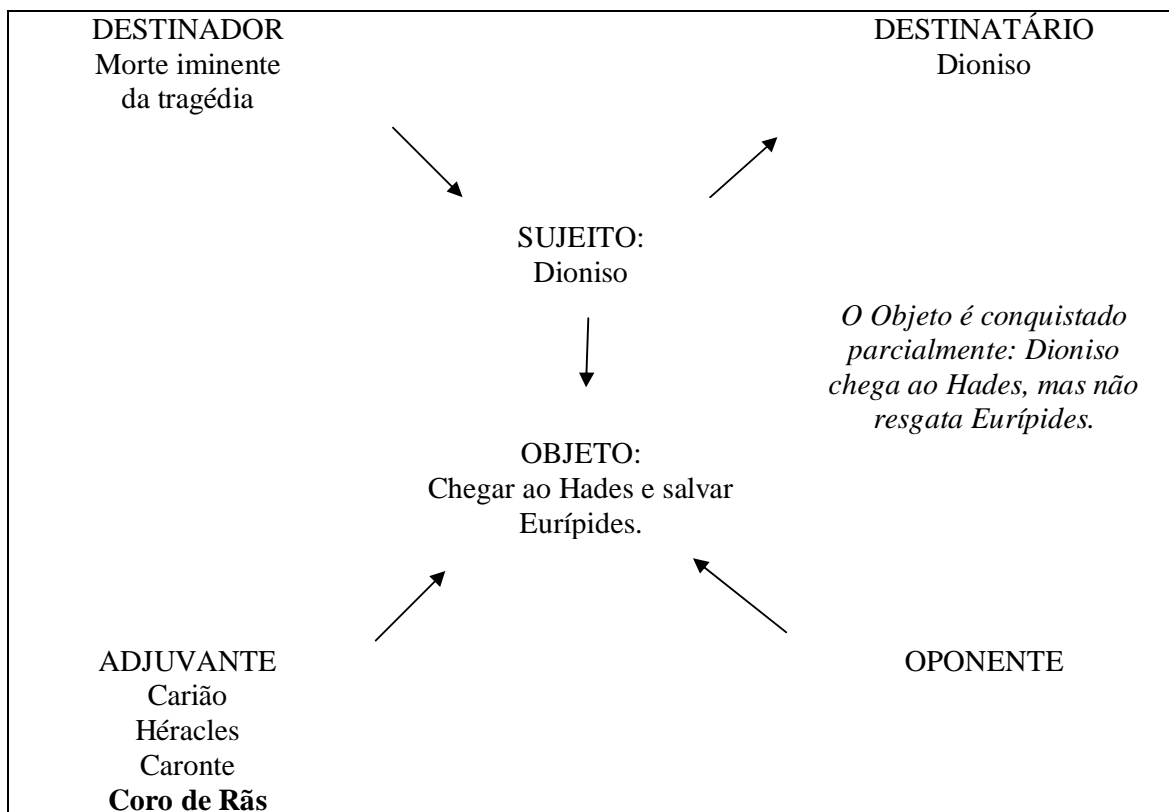 DESTINADOR
Morte iminente
da tragédia
DESTINATÁRIO
Dioniso
SUJEITO:
Dioniso
O Objeto é conquistado
parcialmente: Dioniso
chega ao Hades, mas não
resgata Eurípides.
OBJETO:
Chegar ao Hades e salvar
Eurípides.
ADJUVANTE
Carião
Héracles
Caronte
Coro de Rãs
OPONENTE